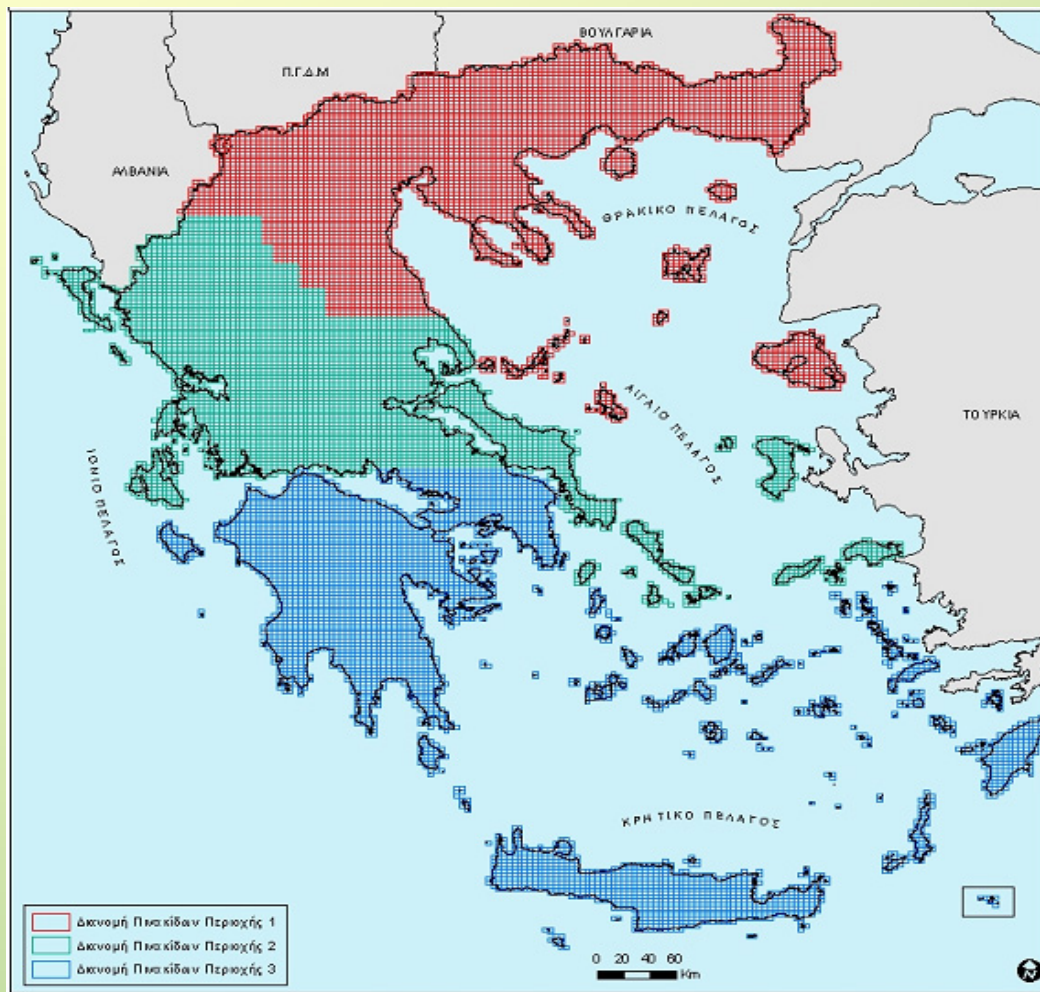 ΒΟΥΛΓΑΡΙΑ
Π.Γ.Δ.Μ
ΑΛΒΑΝΙΑ
ΘΡΑΚΙΚΟ ΠΕΛΑΓΟΣ
ΑΙΓΑΙΟ ΠΕΛΑΓΟΣ
ΤΟΥΡΚΙΑ
ΙΟΝΙΟ ΠΕΛΑΓΟΣ
ΚΡΗΤΙΚΟ ΠΕΛΑΓΟΣ
Διανομή Πινακίδων Περιοχής 1
Διανομή Πινακίδων Περιοχής 2
Διανομή Πινακίδων Περιοχής 3
0 20 40 60
Km
N